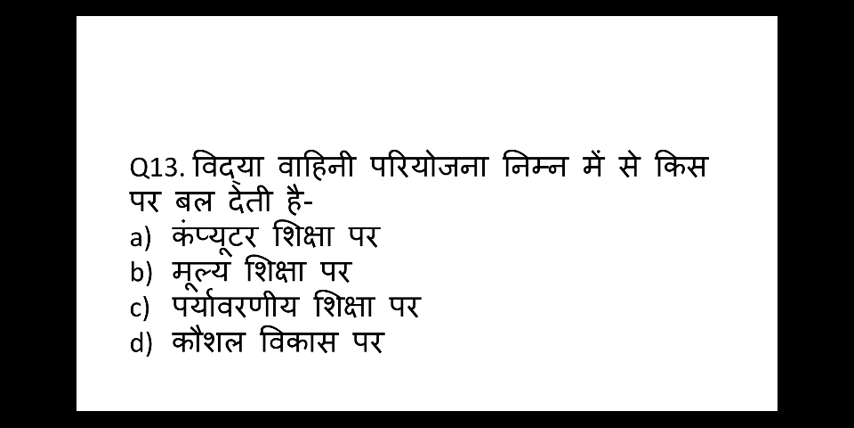 Q13. विद्या वाहिनी परियोजना निम्न में से किस
पर बल देती है-
a) कंप्यूटर शिक्षा पर
b) मूल्य शिक्षा पर
c) पर्यावरणीय शिक्षा पर
d) कौशल विकास पर